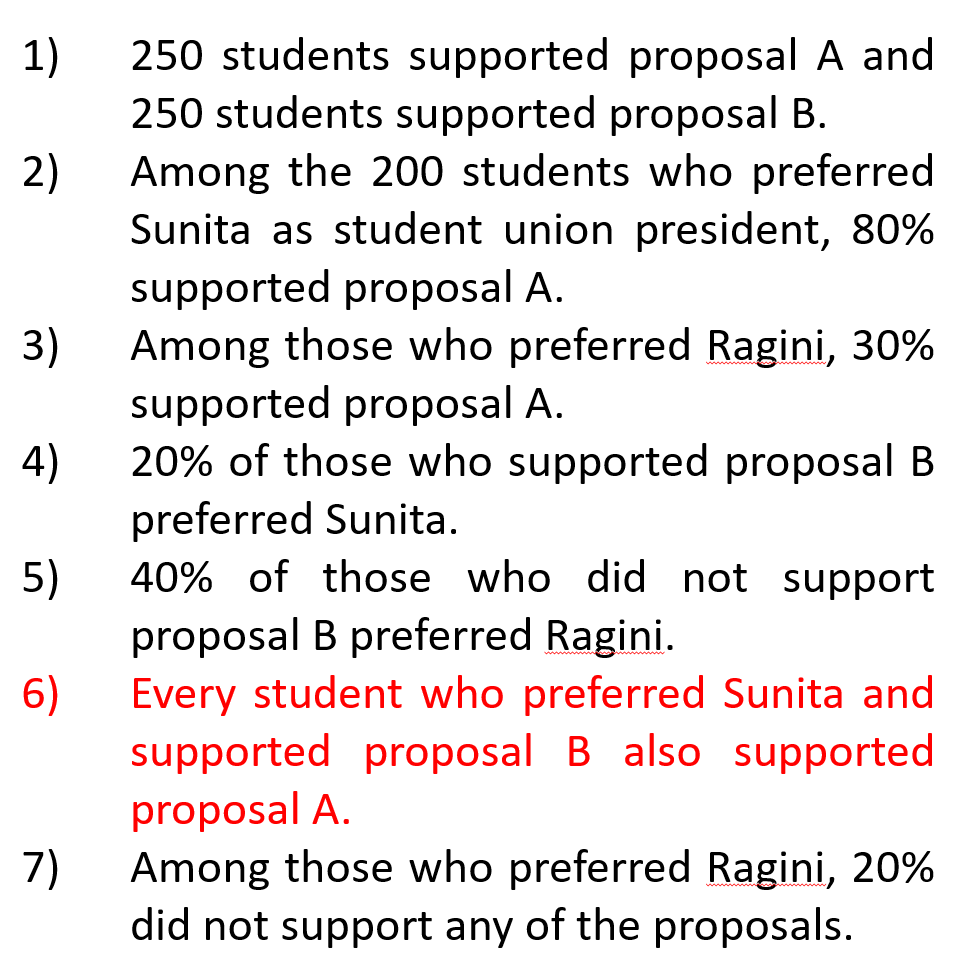 1) 250 students supported proposal A and
250 students supported proposal B.
2) Among the 200 students who preferred
Sunita as student union president, 80%
supported proposal A.
3) Among those who preferred Ragini, 30%
supported proposal A.
4) 20% of those who supported proposal B
preferred Sunita.
5) 40% of those who did not support
proposal B preferred Ragini.
6) Every student who preferred Sunita and
supported proposal B also supported
proposal A.
7) Among those who preferred Ragini, 20%
did not support any of the proposals.